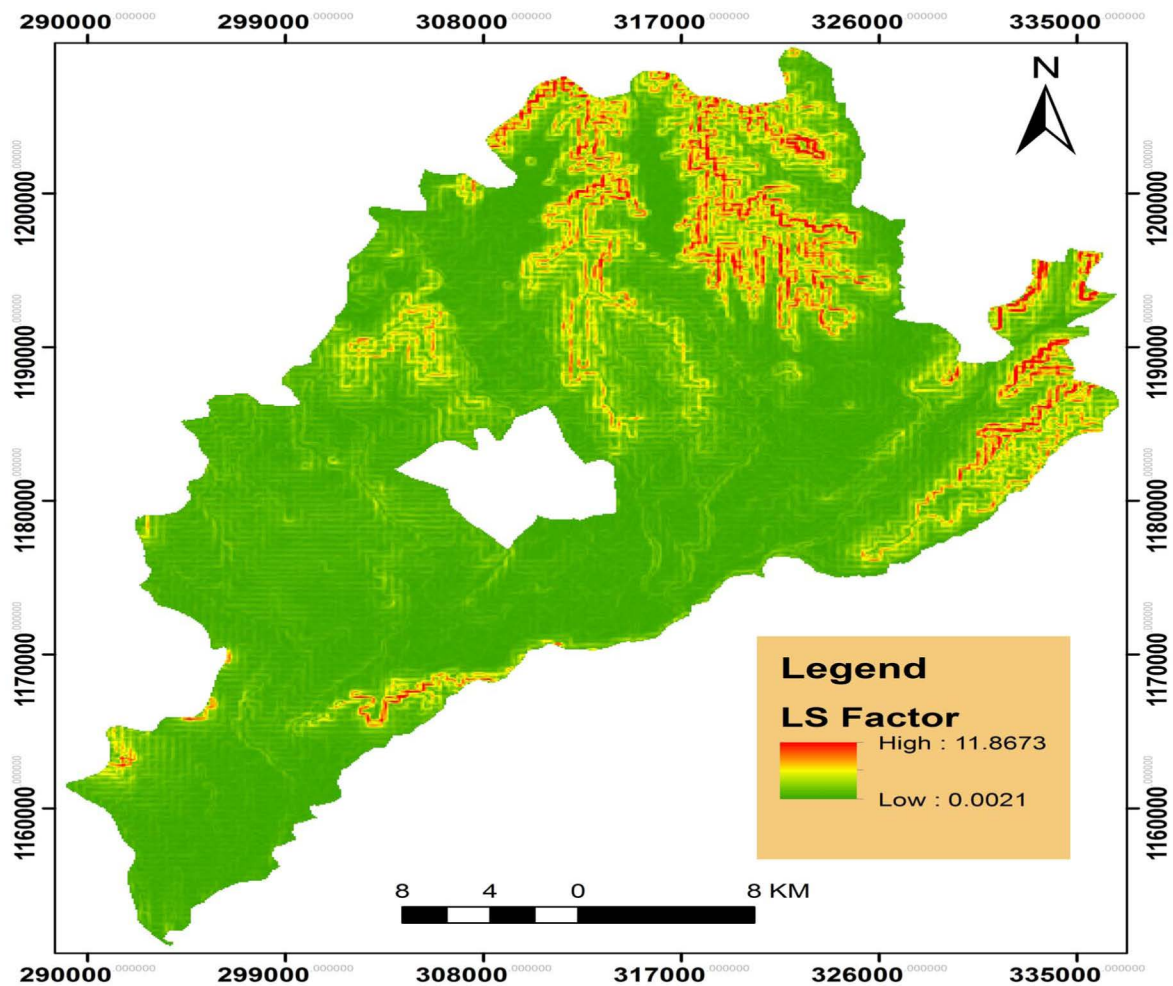 290000.000000 299000.000000 308000.000000 317000.000000 326000.000000 335000.000000
N
1200000.000000 1200000.000000
1190000.000000 1190000.000000
1180000.000000 1180000.000000
1170000.000000 1170000.000000
1160000.000000 1160000.000000
Legend
LS Factor
High : 11.8673
Low : 0.0021
8 4 0 8 KM
290000.000000 299000.000000 308000.000000 317000.000000 326000.000000 335000.000000